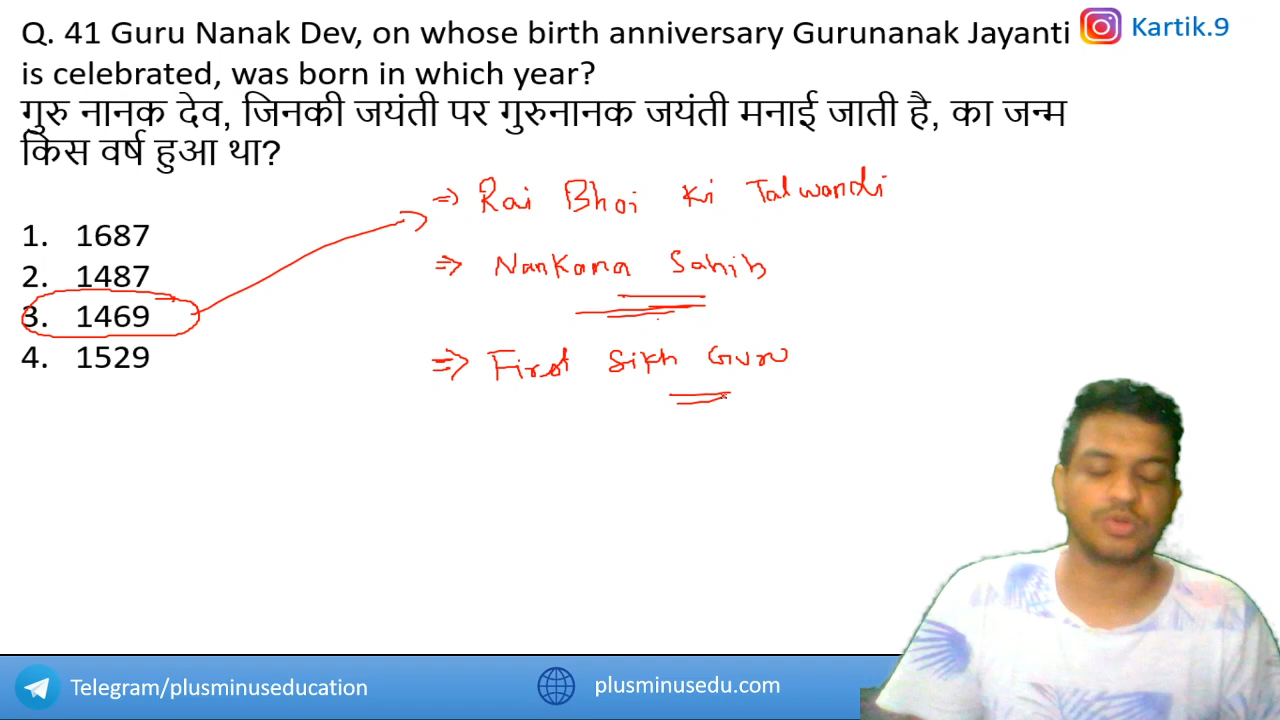 Q. 41 Guru Nanak Dev, on whose birth anniversary Gurunanak Jayanti
Kartik.9
is celebrated, was born in which year?
गुरु नानक देव, जिनकी जयंती पर गुरुनानक जयंती मनाई जाती है, का जन्म
किस वर्ष हुआ था?
⇒ Rai Bhoi Ki Talwandi
1. 1687
⇒ Nankana Sahib
2. 1487
3. 1469
⇒ First Sikh Guru
4. 1529
Telegram/plusminuseducation
plusminusedu.com